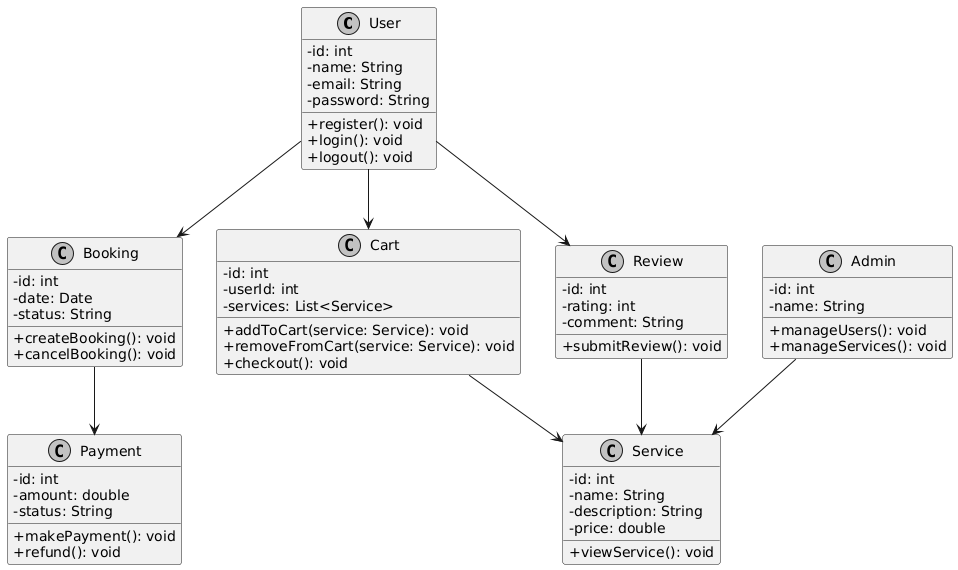 C User
-id: int
-name: String
-email: String
-password: String
+register(): void
+login(): void
+logout(): void
C Booking
-id: int
-date: Date
-status: String
+createBooking(): void
+cancelBooking(): void
C Cart
-id: int
-userId: int
-services: List<Service>
+addToCart(service: Service): void
+removeFromCart(service: Service): void
+checkout(): void
C Review
-id: int
-rating: int
-comment: String
+submitReview(): void
C Admin
-id: int
-name: String
+manageUsers(): void
+manageServices(): void
C Payment
-id: int
-amount: double
-status: String
+makePayment(): void
+refund(): void
C Service
-id: int
-name: String
-description: String
-price: double
+viewService(): void